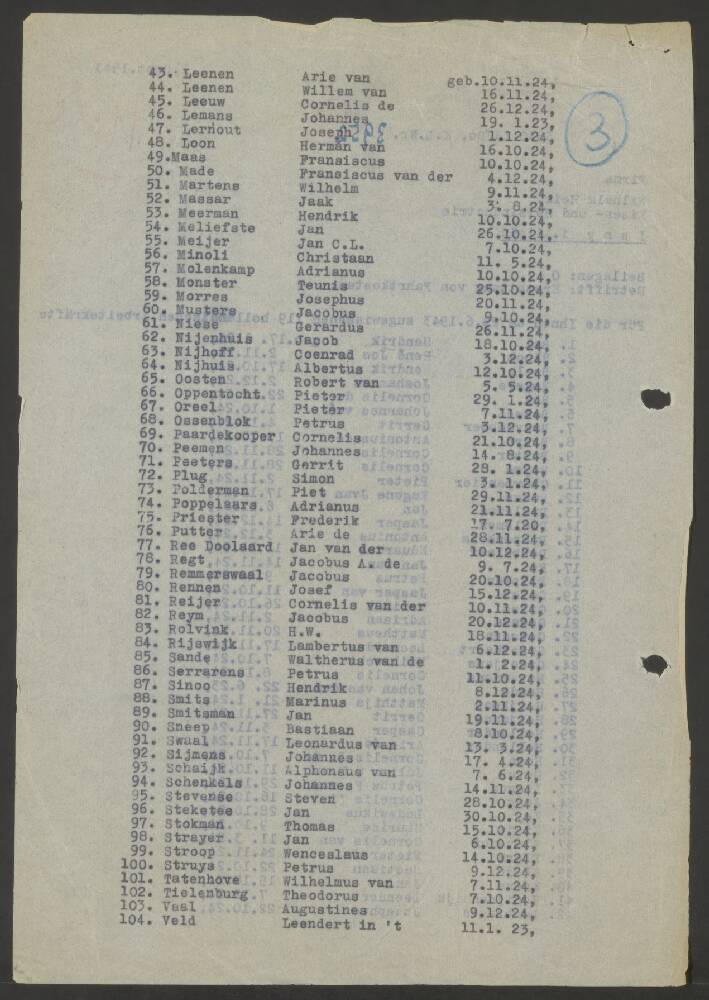 43. Leenen Arie van geb.10.11.24,
44. Leenen Willem van 16.11.24,
45. Leeuw Cornelis de 26.12.24,
46. Lemans Johannes 19. 1.23,
47. Lernout Joseph 1.12.24,
48. Loon Herman van 16.10.24,
49.Maas Fransiscus 10.10.24,
50. Made Fransiscus van der 4.12.24,
51. Martens Wilhelm 9.11.24,
52. Massar Jaak 3. 8.24,
53. Meerman Hendrik 10.10.24,
54. Meliefste Jan 26.10.24,
55. Meijer Jan C.L. 7.10.24,
56. Minoli Christaan 11. 5.24,
57. Molenkamp Adrianus 10.10.24,
58. Monster Teunis 25.10.24,
59. Morres Josephus 20.11.24,
60. Musters Jacobus 9.10.24,
61. Niese Gerardus 26.11.24,
62. Nijenhuis Jacob 18.10.24,
63. Nijhoff Coenrad 3.12.24,
64. Nijhuis Albertus 12.10.24,
65. Oosten Robert van 5. 5.24,
66. Oppentocht Pieter 29. 1.24,
67. Oreel Pieter 7.11.24,
68. Ossenblok Petrus 3.12.24,
69. Paardekooper Cornelis 21.10.24,
70. Peemen Johannes 14. 8.24,
71. Peeters Gerrit 28. 1.24,
72. Plug Simon 3. 1.24,
73. Polderman Piet 29.11.24,
74. Poppelaars Adrianus 21.11.24,
75. Priester Frederik 17. 7.20,
76. Putter Arie de 28.11.24,
77. Ree Doolaard Jan van der 10.12.24,
78. Regt Jacobus A. de 9. 7.24,
79. Remmerswaal Jacobus 20.10.24,
80. Rennen Josef 15.12.24,
81. Reijer Cornelis van der 10.11.24,
82. Reym Jacobus 20.12.24,
83. Rolvink H.W. 18.11.24,
84. Rijswijk Lambertus van 6.12.24,
85. Sande Waltherus van de 1. 2.24,
86. Serrarens Petrus 11.10.24,
87. Sinoo Hendrik 8.12.24,
88. Smits Marinus 2.11.24,
89. Smitsman Jan 19.11.24,
90. Sneep Bastiaan 8.10.24,
91. Swaal Leonardus van 13. 3.24,
92. Sijmens Johannes 17. 4.24,
93. Schaijk Alphonsus van 7. 6.24,
94. Schenkels Johannes 14.11.24,
95. Stevense Steven 28.10.24,
96. Steketee Jan 30.10.24,
97. Stokman Thomas 15.10.24,
98. Strayer Jan 6.10.24,
99. Stroop Wenceslaus 14.10.24,
100. Struys Petrus 9.12.24,
101. Tatenhove Wilhelmus van 7.11.24,
102. Tielenburg Theodorus 7.10.24,
103. Vaal Augustines 9.12.24,
104. Veld Leendert in 't 11.1. 23,
3